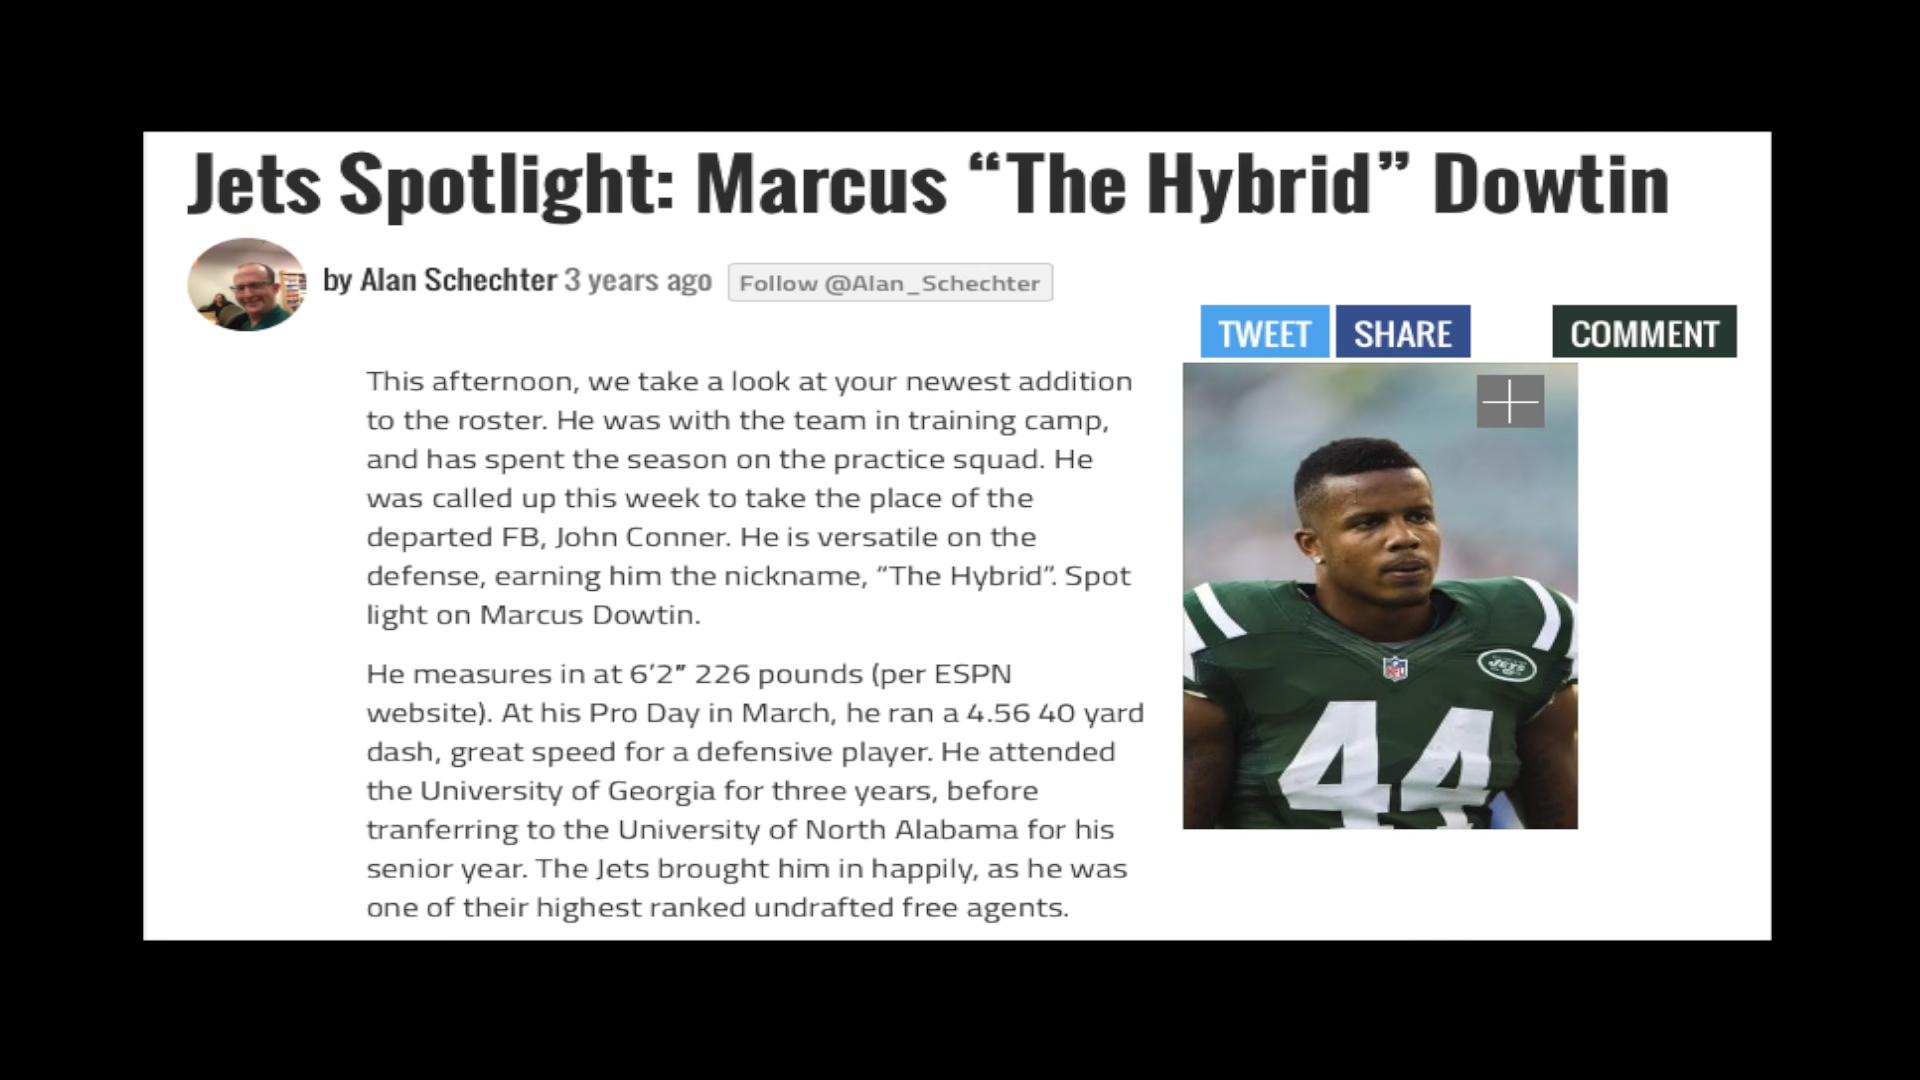 Jets Spotlight: Marcus “The Hybrid” Dowtin
by Alan Schechter 3 years ago Follow @Alan_Schechter
TWEET SHARE COMMENT
This afternoon, we take a look at your newest addition
to the roster. He was with the team in training camp,
and has spent the season on the practice squad. He
was called up this week to take the place of the
departed FB, John Conner. He is versatile on the
defense, earning him the nickname, “The Hybrid”. Spot
light on Marcus Dowtin.
He measures in at 6’2″ 226 pounds (per ESPN
website). At his Pro Day in March, he ran a 4.56 40 yard
dash, great speed for a defensive player. He attended
the University of Georgia for three years, before
tranferring to the University of North Alabama for his
senior year. The Jets brought him in happily, as he was
one of their highest ranked undrafted free agents.
JETS
NFL
44